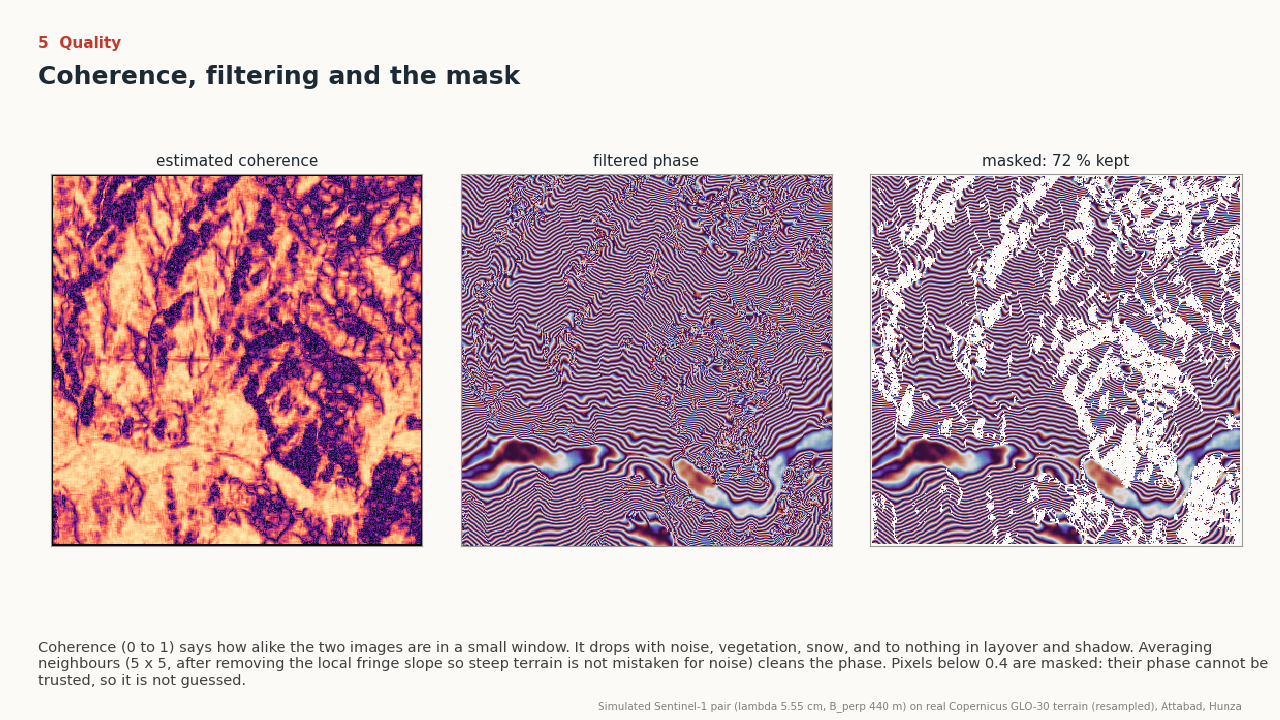 5  Quality
Coherence, filtering and the mask
estimated coherence
filtered phase
masked: 72 % kept
Coherence (0 to 1) says how alike the two images are in a small window. It drops with noise, vegetation, snow, and to nothing in layover and shadow. Averaging
neighbours (5 x 5, after removing the local fringe slope so steep terrain is not mistaken for noise) cleans the phase. Pixels below 0.4 are masked: their phase cannot be
trusted, so it is not guessed.
Simulated Sentinel-1 pair (lambda 5.55 cm, B_perp 440 m) on real Copernicus GLO-30 terrain (resampled), Attabad, Hunza